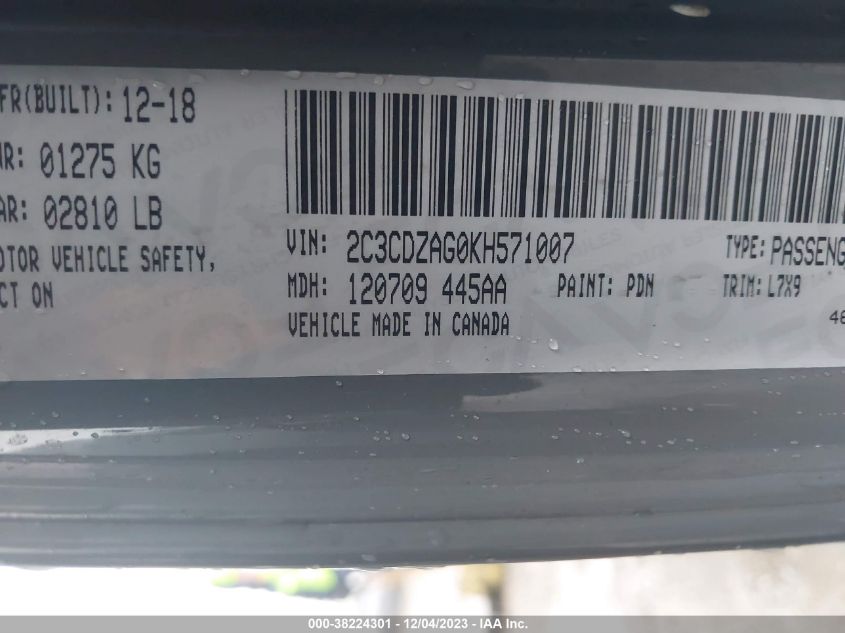 FR(BUILT): 12-18
WR: 01275 KG
AR: 02810 LB
OTOR VEHICLE SAFETY,
CT ON
VIN: 2C3CDZAG0KH571007
TYPE: PASSENG
MDH: 120709 445AA
PAINT: PDN
TRIM: L7X9
VEHICLE MADE IN CANADA
46
000-38224301 - 12/04/2023 - IAA Inc.